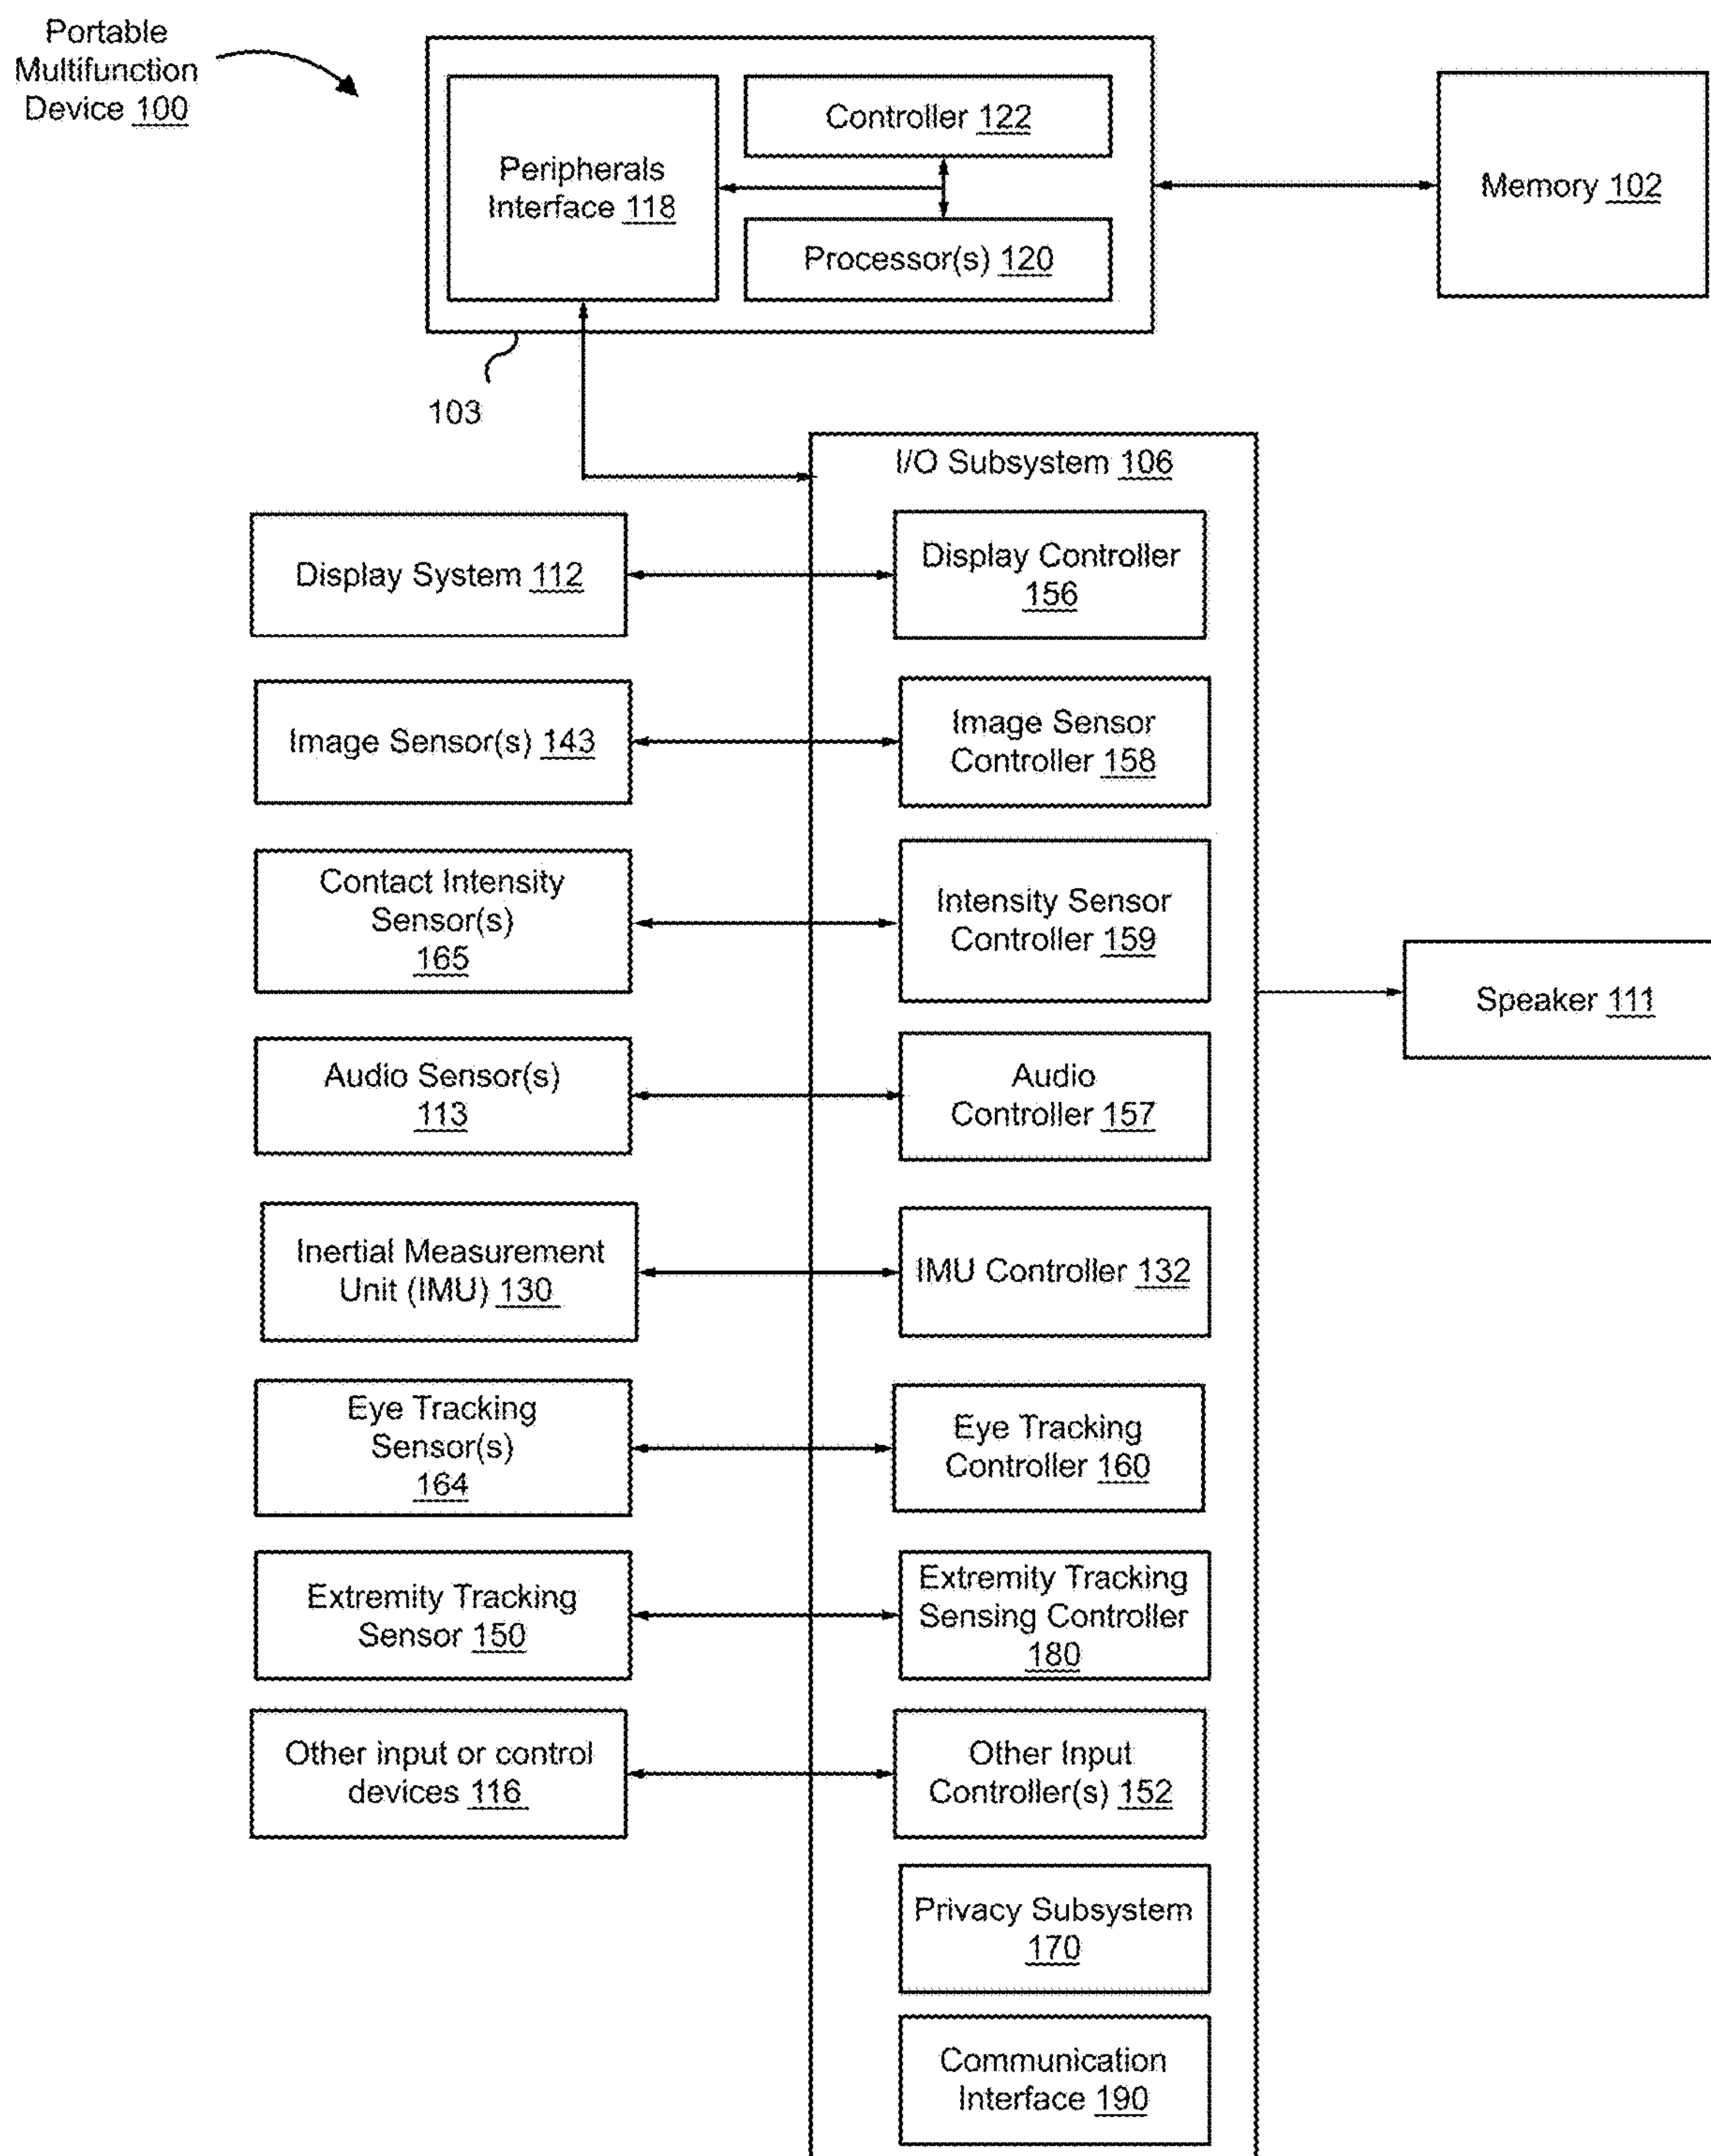 Portable
Multifunction
Device 100
Peripherals
Interface 118
Controller 122
Processor(s) 120
Memory 102
103
I/O Subsystem 106
Display System 112
Display Controller
156
Image Sensor(s) 143
Image Sensor
Controller 158
Contact Intensity
Sensor(s)
165
Intensity Sensor
Controller 159
Speaker 111
Audio Sensor(s)
113
Audio
Controller 157
Inertial Measurement
Unit (IMU) 130
IMU Controller 132
Eye Tracking
Sensor(s)
164
Eye Tracking
Controller 160
Extremity Tracking
Sensor 150
Extremity Tracking
Sensing Controller
180
Other input or control
devices 116
Other Input
Controller(s) 152
Privacy Subsystem
170
Communication
Interface 190